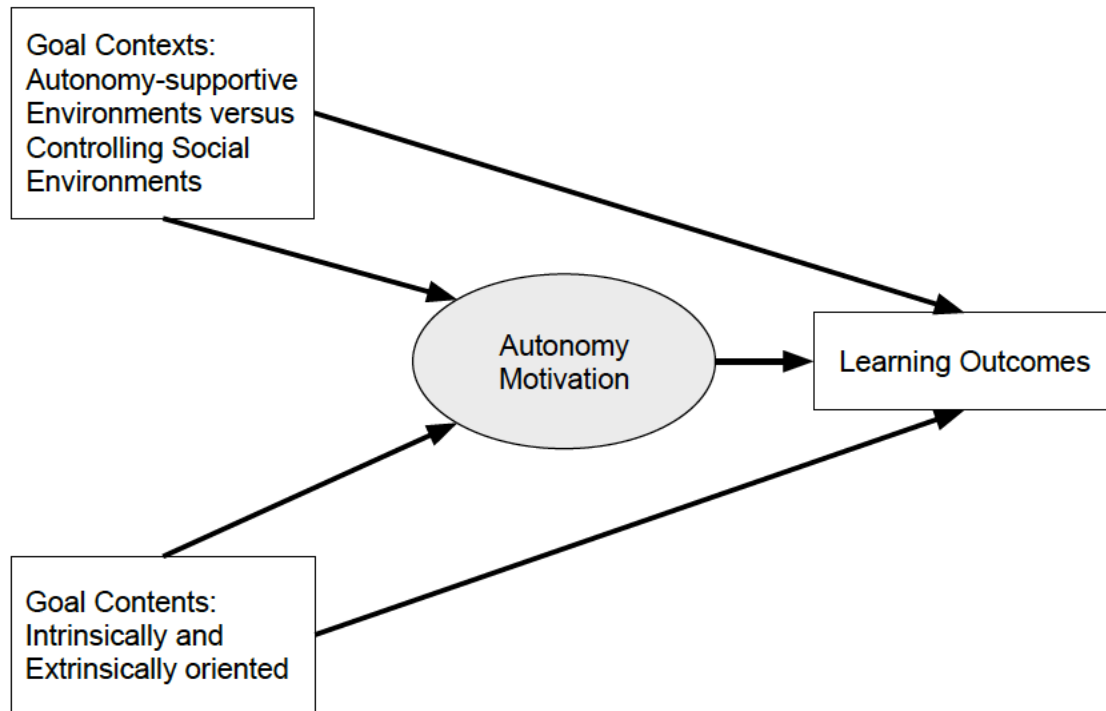 Goal Contexts:
Autonomy-supportive
Environments versus
Controlling Social
Environments
Autonomy
Motivation
Learning Outcomes
Goal Contents:
Intrinsically and
Extrinsically oriented